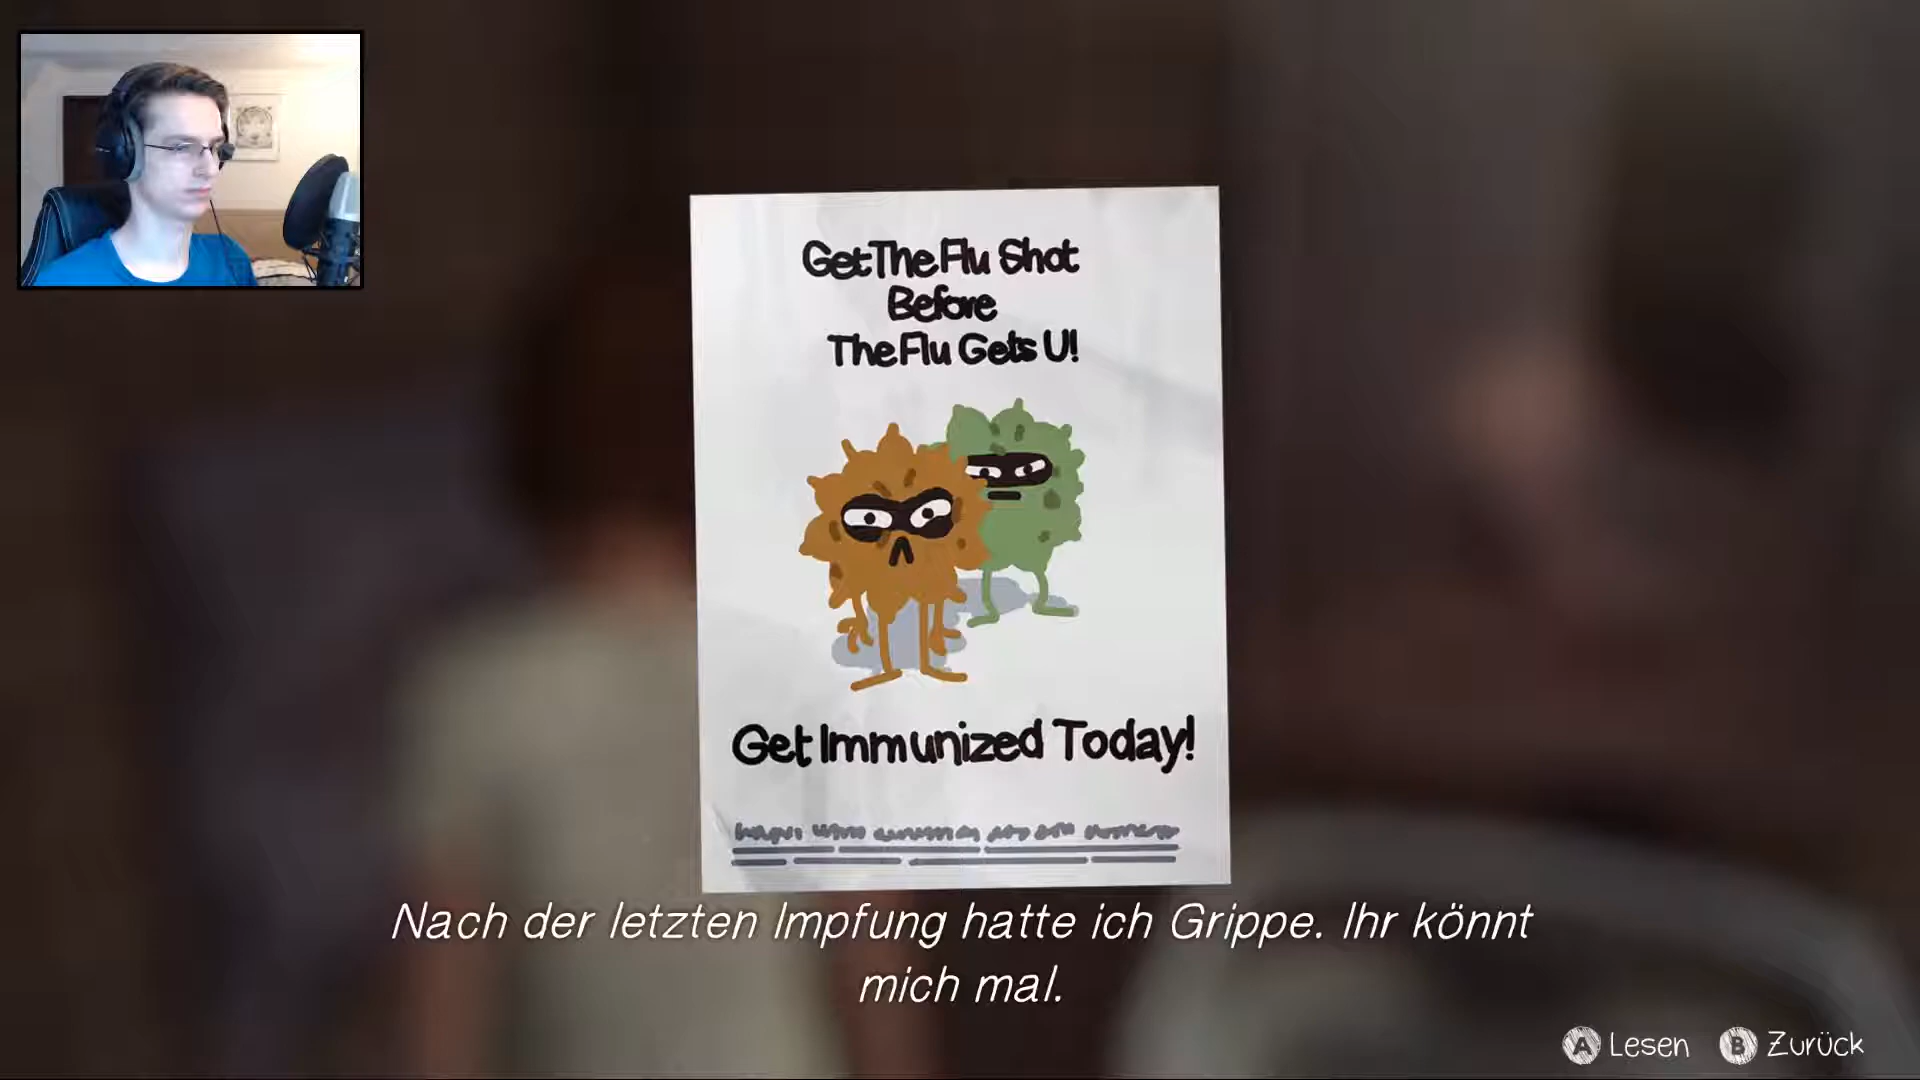 Get The Flu Shot
Before
The Flu Gets U!
Get Immunized Today!
Nach der letzten Impfung hatte ich Grippe. Ihr könnt
mich mal.
A Lesen B Zurück